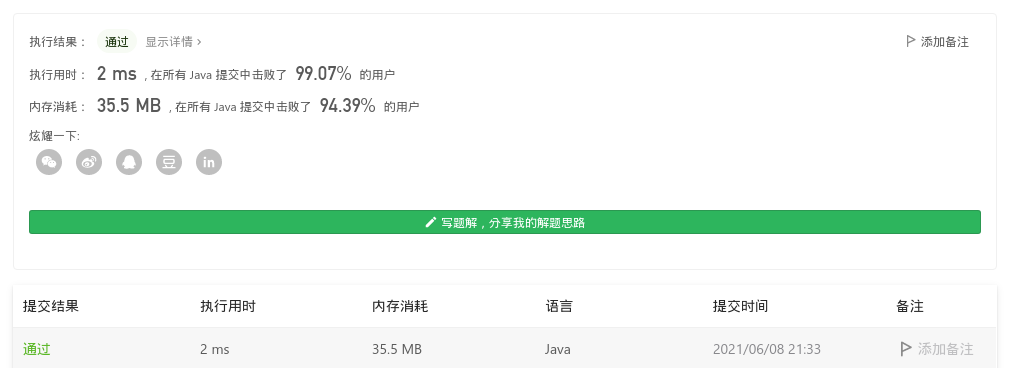 执行结果： 通过 显示详情 › 添加备注
执行用时： 2 ms , 在所有 Java 提交中击败了 99.07% 的用户
内存消耗： 35.5 MB , 在所有 Java 提交中击败了 94.39% 的用户
炫耀一下:
豆 in
写题解，分享我的解题思路
提交结果 执行用时 内存消耗 语言 提交时间 备注
通过 2 ms 35.5 MB Java 2021/06/08 21:33 添加备注